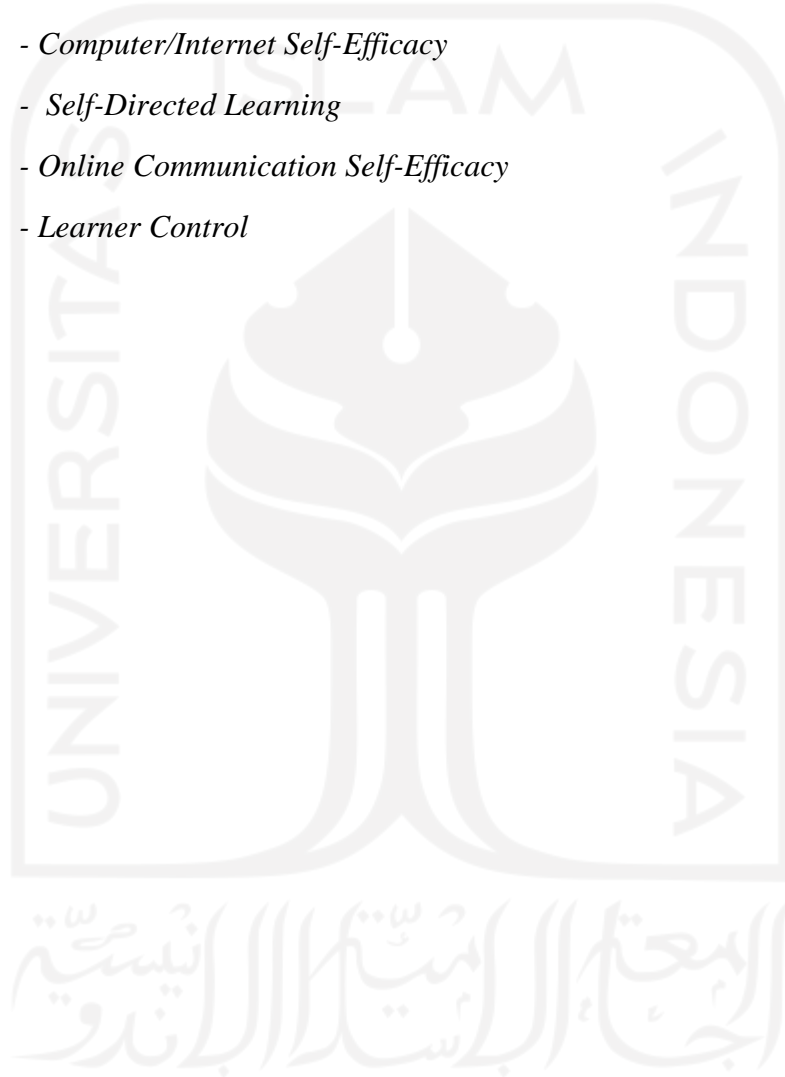 - Computer/Internet Self-Efficacy
- Self-Directed Learning
- Online Communication Self-Efficacy
- Learner Control
ISLAM
UNIVERSITAS
INDONESIA